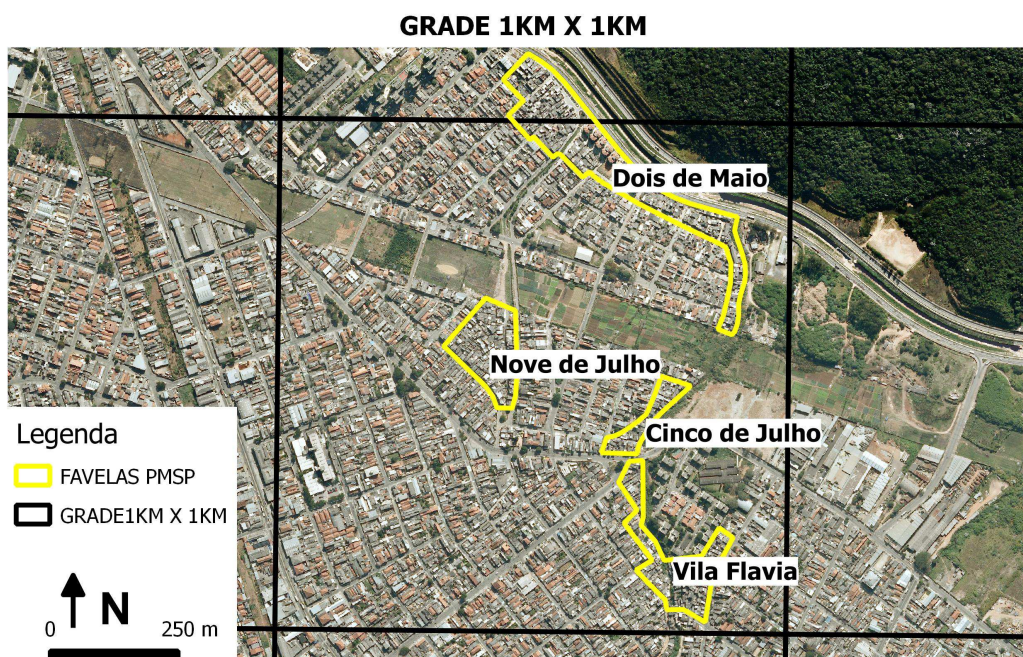 GRADE 1KM X 1KM
Dois de Maio
Nove de Julho
Cinco de Julho
Vila Flavia
Legenda
FAVELAS PMSP
GRADE1KM X 1KM
N
0 250 m